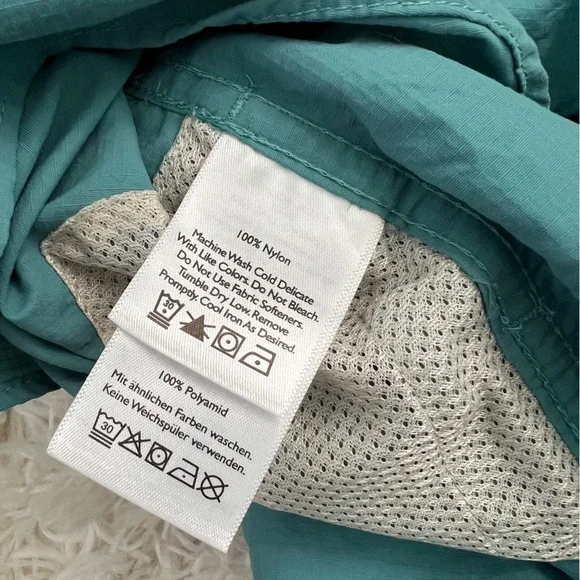 100% Nylon
Machine Wash Cold Delicate
With Like Colors. Do Not Bleach.
Do Not Use Fabric Softeners.
Tumble Dry Low. Remove
Promptly. Cool Iron As Desired.
100% Polyamid
Mit ähnlichen Farben waschen.
Keine Weichspüler verwenden.
30